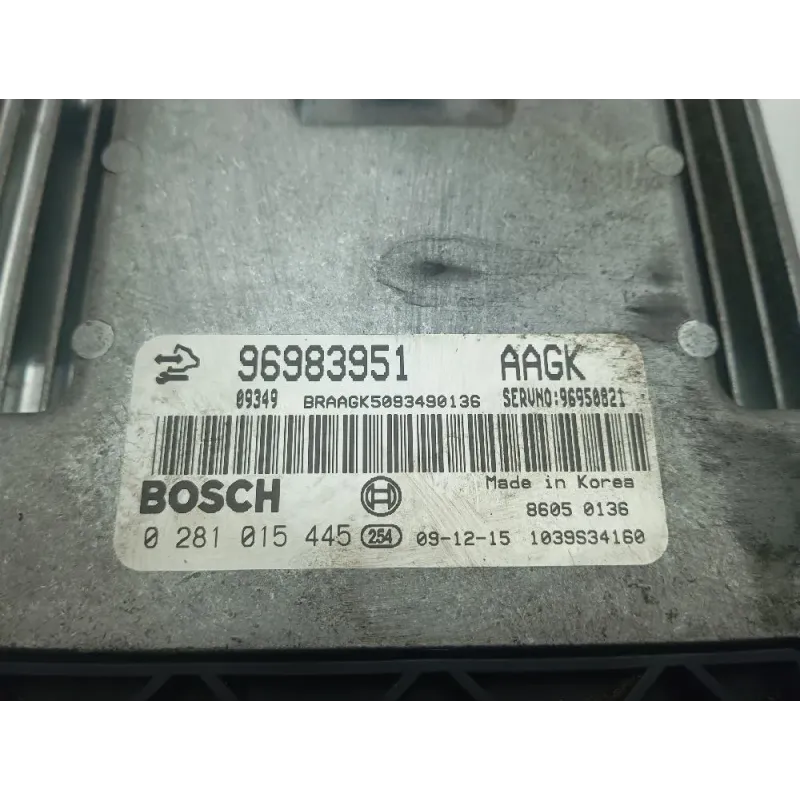 96983951 AAGK
09349 BRAAGK5093490136 SERVNO:96950821
BOSCH Made in Korea
8605 0136
0 281 015 445 254 09-12-15 1039S34160